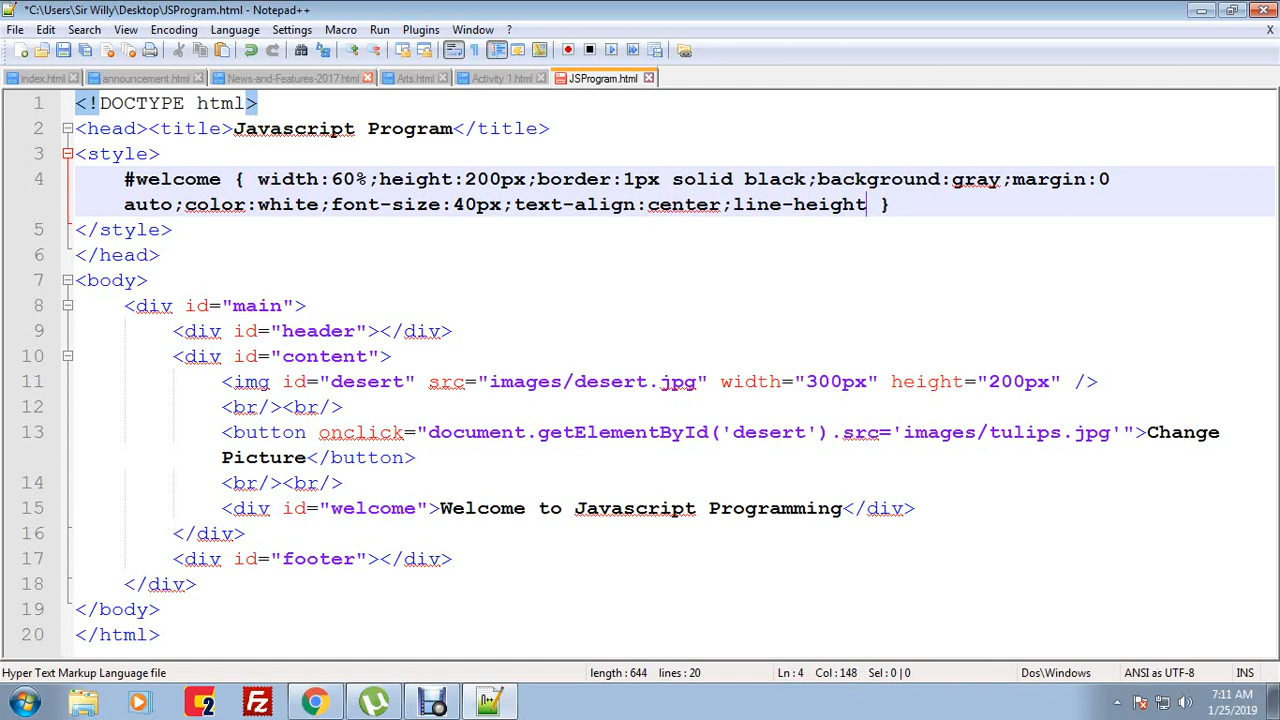 *C:\Users\Sir Willy\Desktop\JSProgram.html - Notepad++
File Edit Search View Encoding Language Settings Macro Run Plugins Window ? X
index.html announcement.html News-and-Features-2017.html Arts.html Activity 1.html JSProgram.html
1 <!DOCTYPE html>
2 <head><title>Javascript Program</title>
3 <style>
4 #welcome { width:60%;height:200px;border:1px solid black;background:gray;margin:0
auto;color:white;font-size:40px;text-align:center;line-height }
5 </style>
6 </head>
7 <body>
8 <div id="main">
9 <div id="header"></div>
10 <div id="content">
11 <img id="desert" src="images/desert.jpg" width="300px" height="200px" />
12 <br/><br/>
13 <button onclick="document.getElementById('desert').src='images/tulips.jpg'">Change
Picture</button>
14 <br/><br/>
15 <div id="welcome">Welcome to Javascript Programming</div>
16 </div>
17 <div id="footer"></div>
18 </div>
19 </body>
20 </html>
Hyper Text Markup Language file length : 644 lines : 20 Ln : 4 Col : 148 Sel : 0 | 0 Dos\Windows ANSI as UTF-8 INS
7:11 AM
1/25/2019